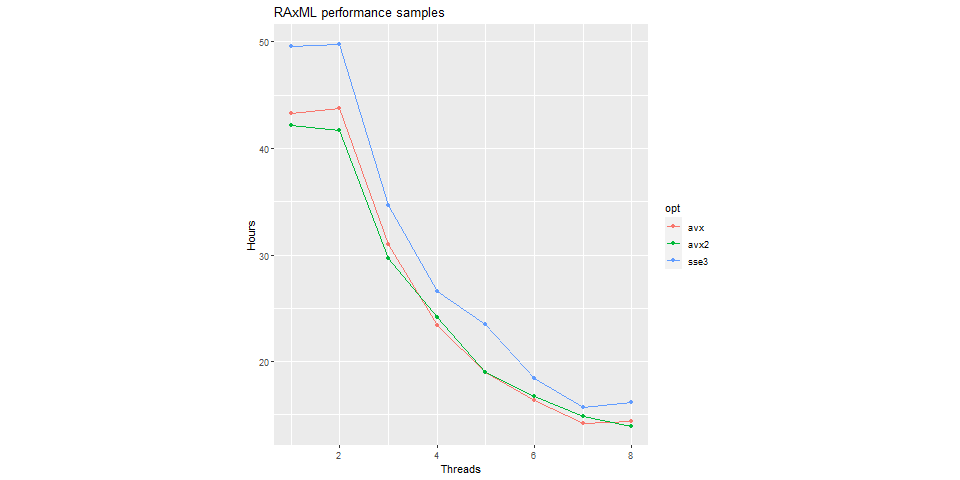 RAxML performance samples
50
40
30
20
Hours
2
4
6
8
Threads
opt
avx
avx2
sse3